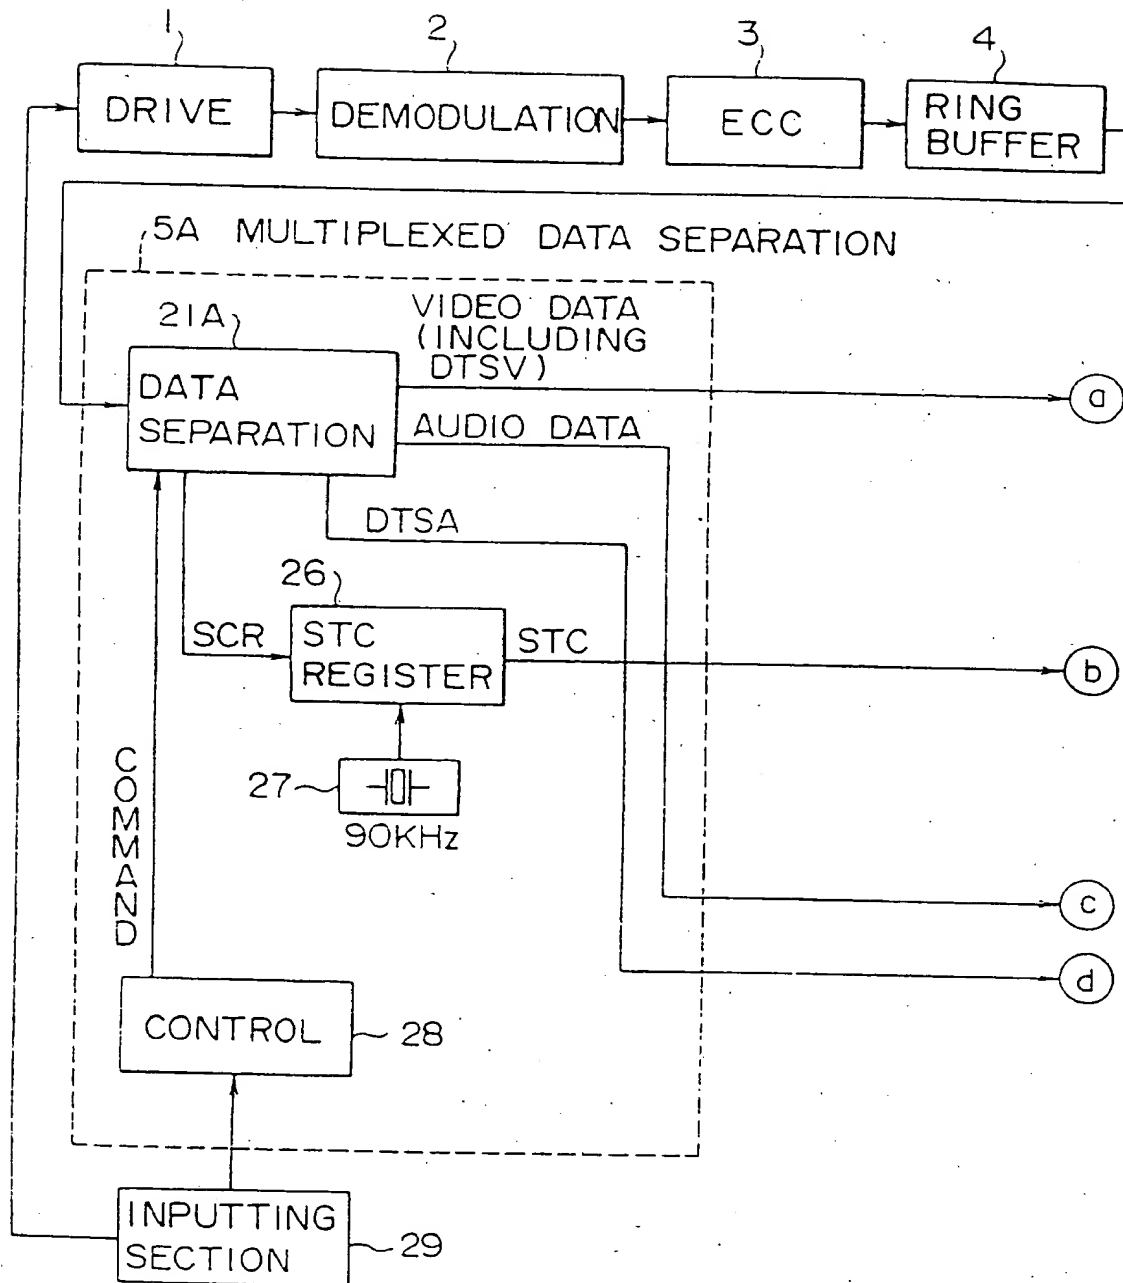 1
2
3
4
DRIVE
DEMODULATION
ECC
RING
BUFFER
5A MULTIPLEXED DATA SEPARATION
21A
VIDEO DATA
(INCLUDING
DTSV)
DATA
SEPARATION
a
AUDIO DATA
DTSA
26
SCR
STC
REGISTER
STC
b
27
90KHz
COMMAND
c
d
CONTROL
28
INPUTTING
SECTION
29